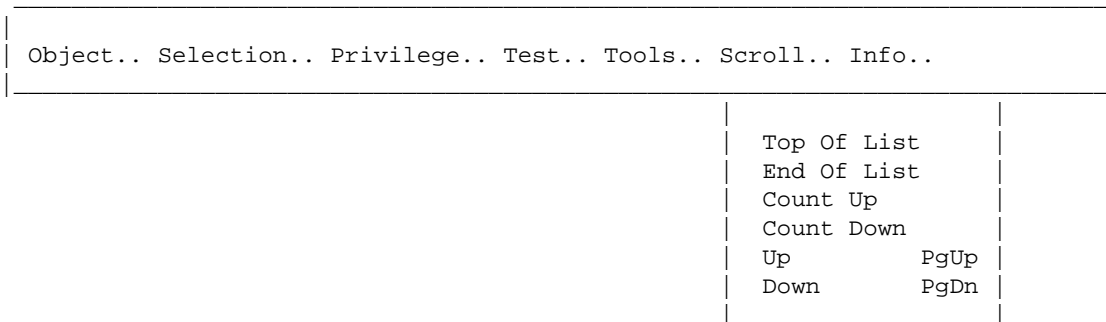 Object.. Selection.. Privilege.. Test.. Tools.. Scroll.. Info..
Top Of List
End Of List
Count Up
Count Down
Up PgUp
Down PgDn